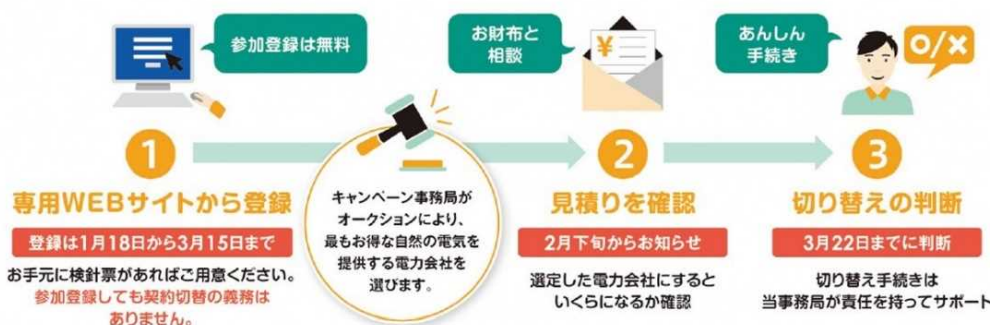 参加登録は無料
お財布と
相談
¥
あんしん
手続き
O/×
1
専用WEBサイトから登録
登録は1月18日から3月15日まで
お手元に検針票があればご用意ください。
参加登録しても契約切替の義務は
ありません。
キャンペーン事務局が
オークションにより、
最もお得な自然の電気を
提供する電力会社を
選びます。
2
見積りを確認
2月下旬からお知らせ
選定した電力会社にすると
いくらになるか確認
3
切り替えの判断
3月22日までに判断
切り替え手続きは
当事務局が責任を持ってサポート